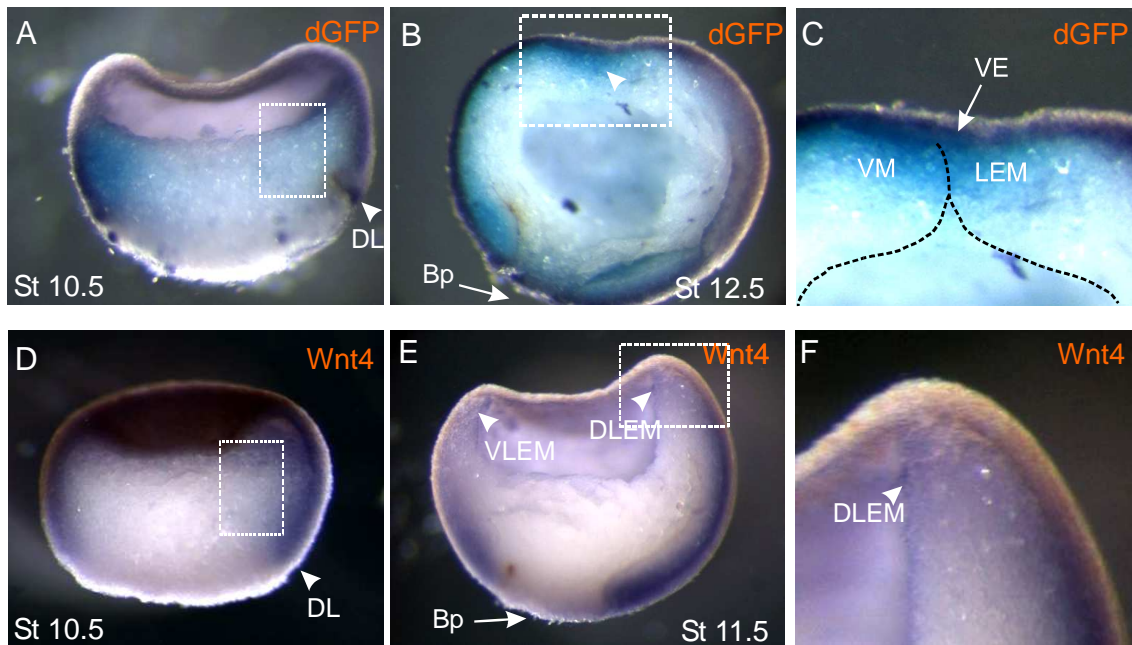 A
dGFP
DL
St 10.5
B
dGFP
Bp
St 12.5
C
dGFP
VE
VM
LEM
D
Wnt4
DL
St 10.5
E
Wnt4
VLEM
DLEM
Bp
St 11.5
F
Wnt4
DLEM